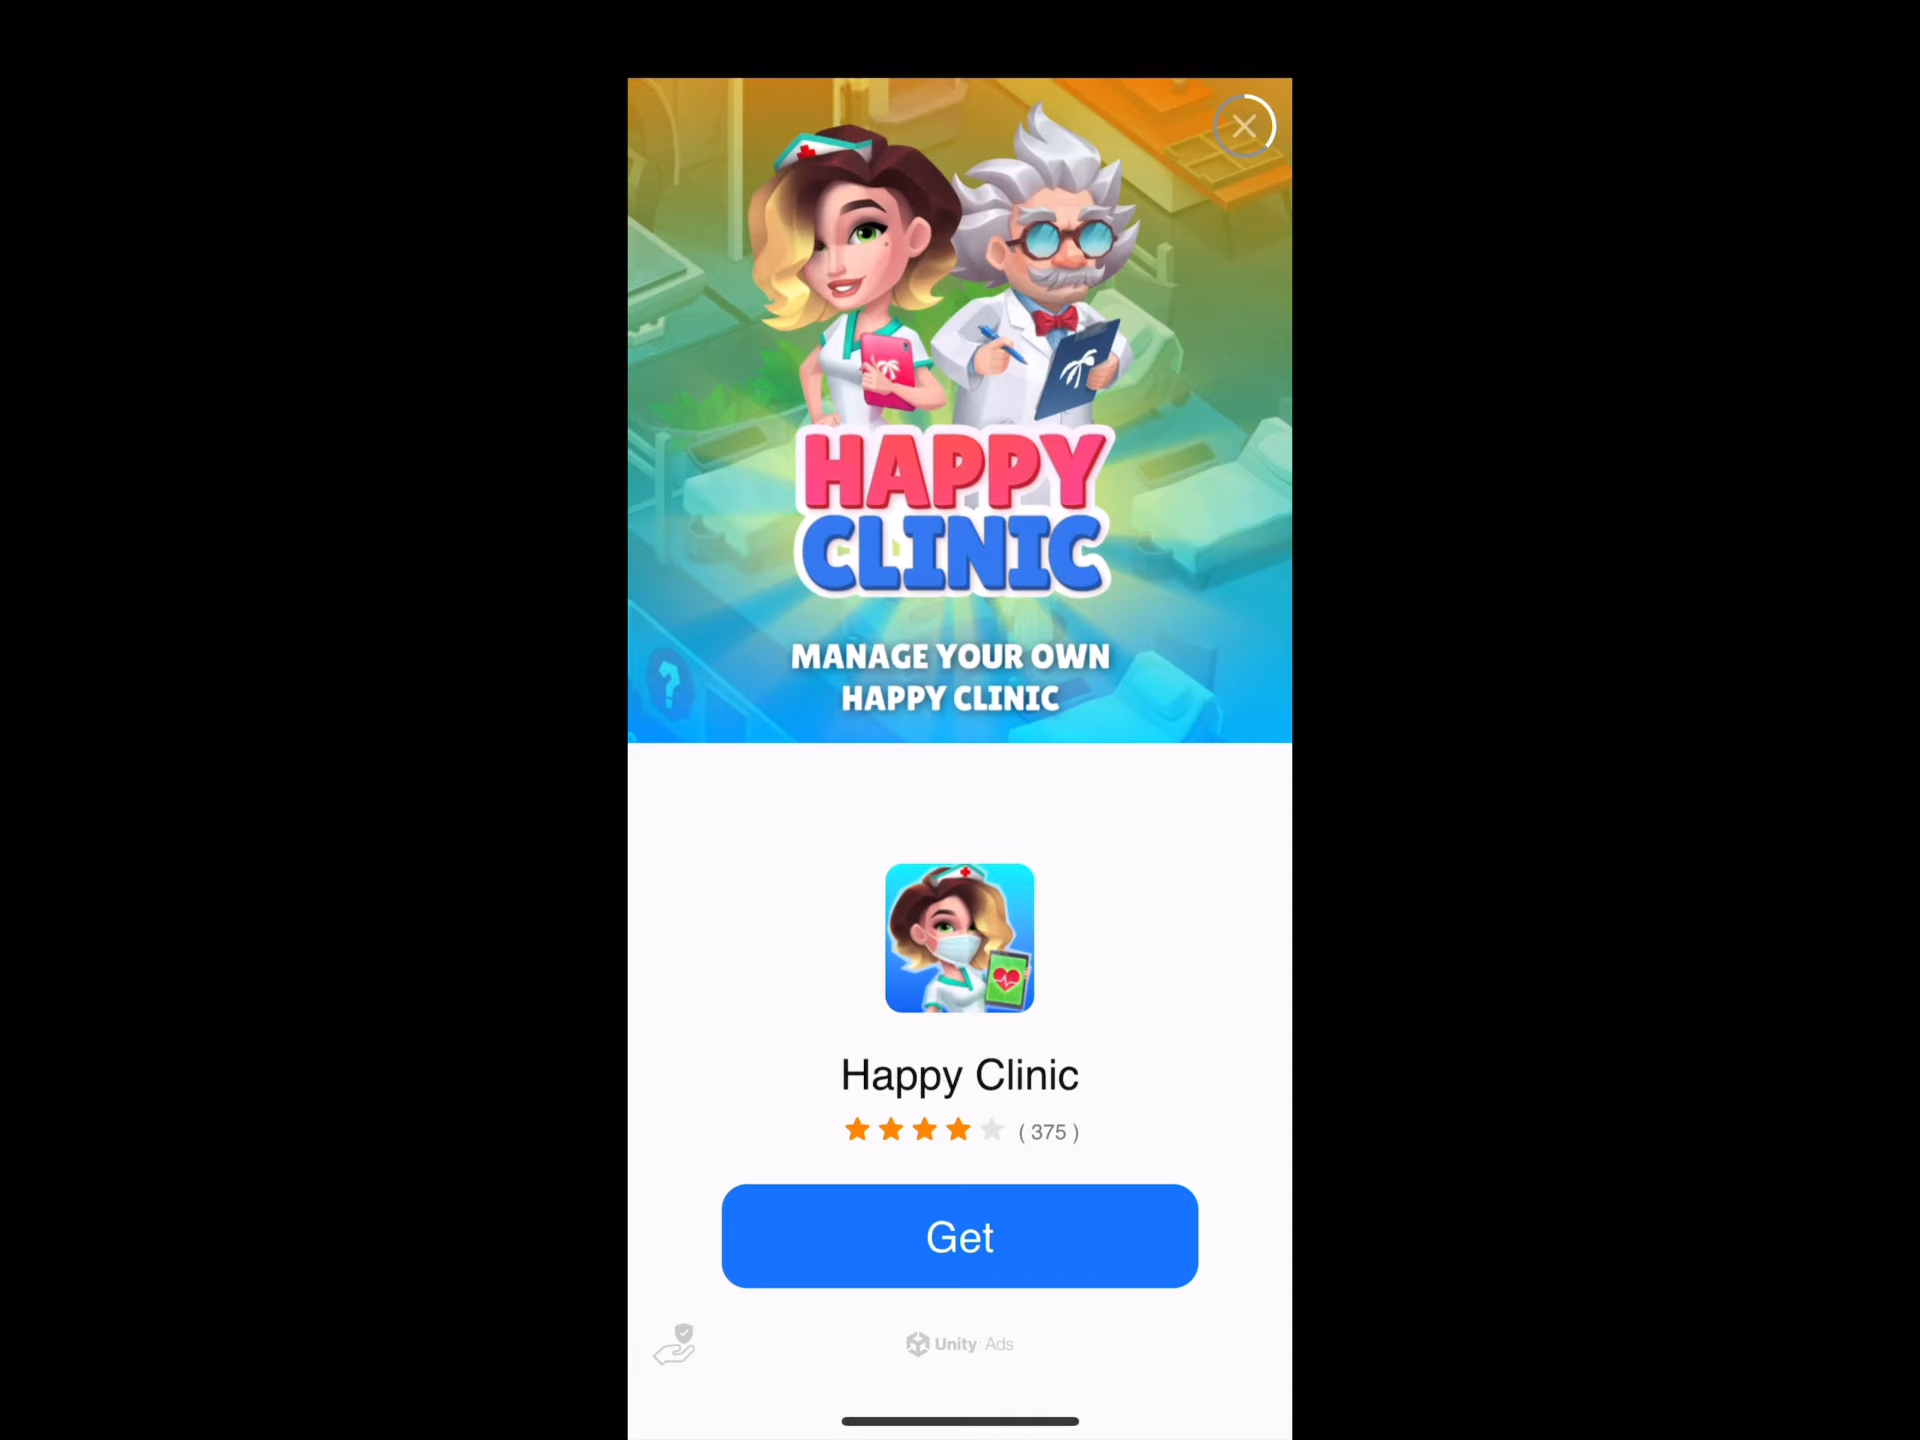 HAPPY
CLINIC
MANAGE YOUR OWN
HAPPY CLINIC
?
Happy Clinic
( 375 )
Get
Unity Ads